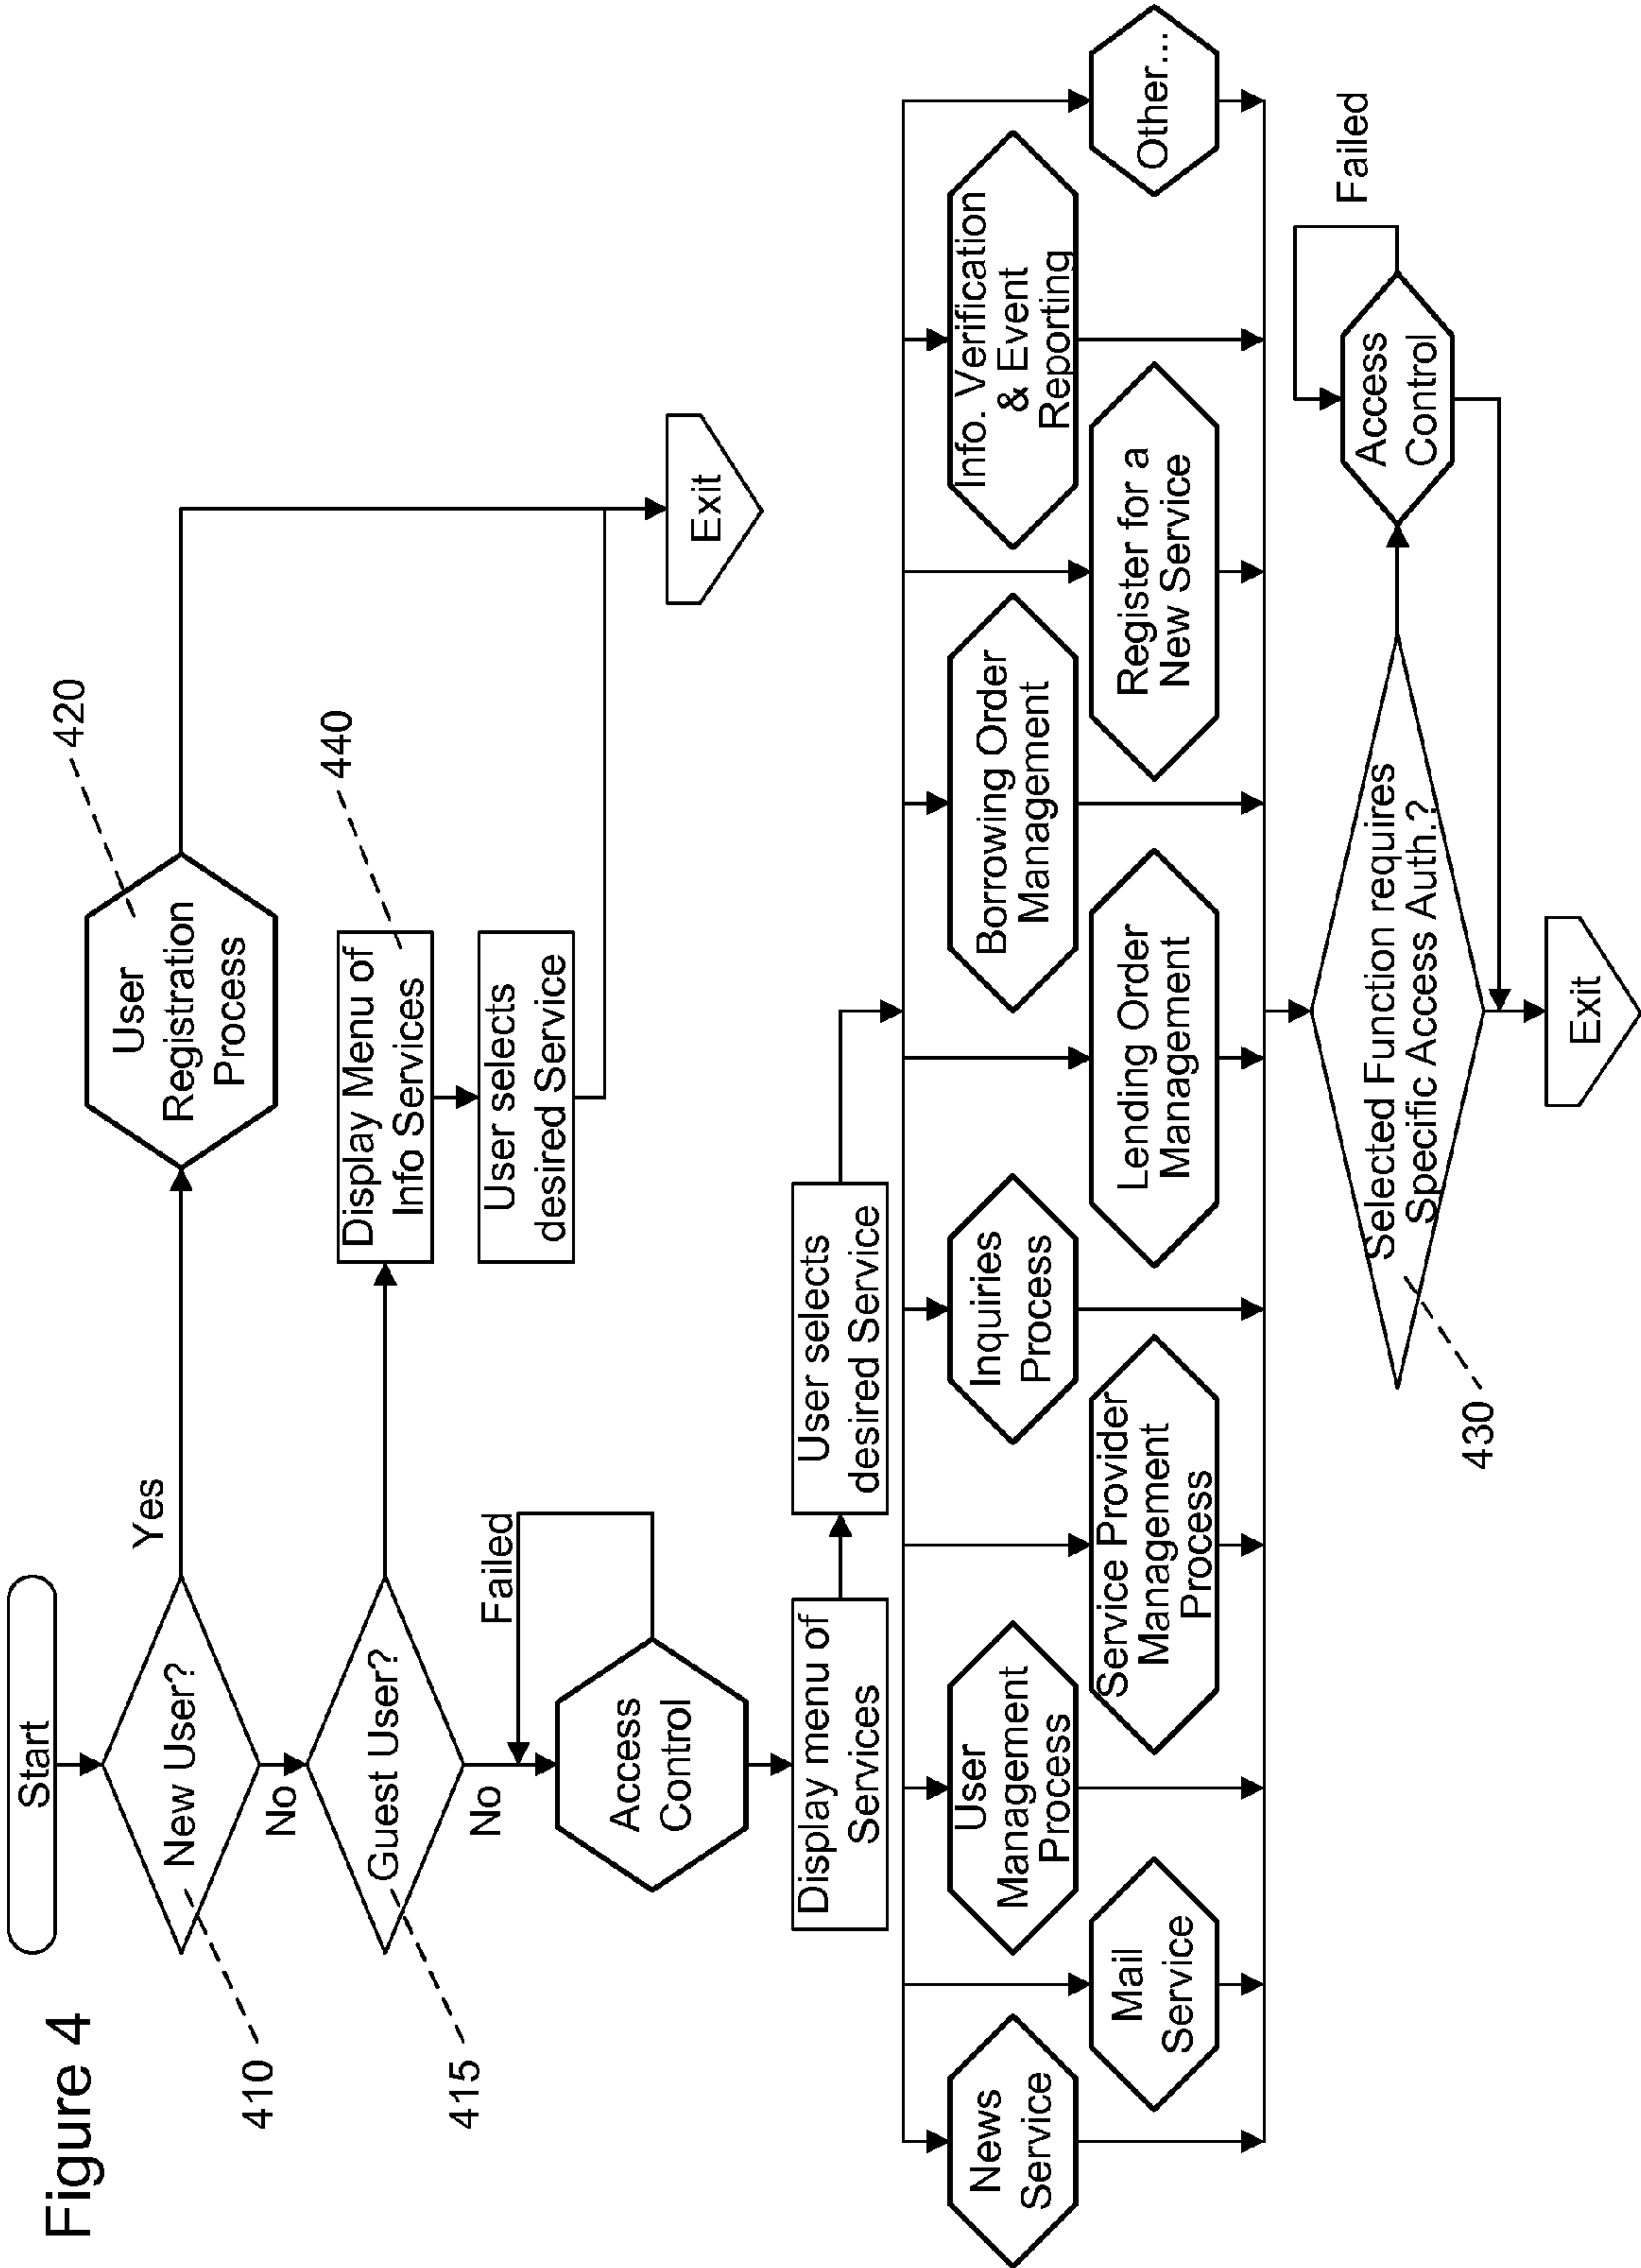 Figure 4
Start
New User?
410
Yes
User
Registration
Process
420
No
Guest User?
415
Display Menu of
Info Services
440
User selects
desired Service
Exit
No
Failed
Access
Control
Display menu of
Services
User selects
desired Service
News
Service
User
Management
Process
Inquiries
Process
Borrowing Order
Management
Info. Verification
& Event
Reporting
Mail
Service
Service Provider
Management
Process
Lending Order
Management
Register for a
New Service
Other...
Selected Function requires
Specific Access Auth.?
430
Access
Control
Failed
Exit